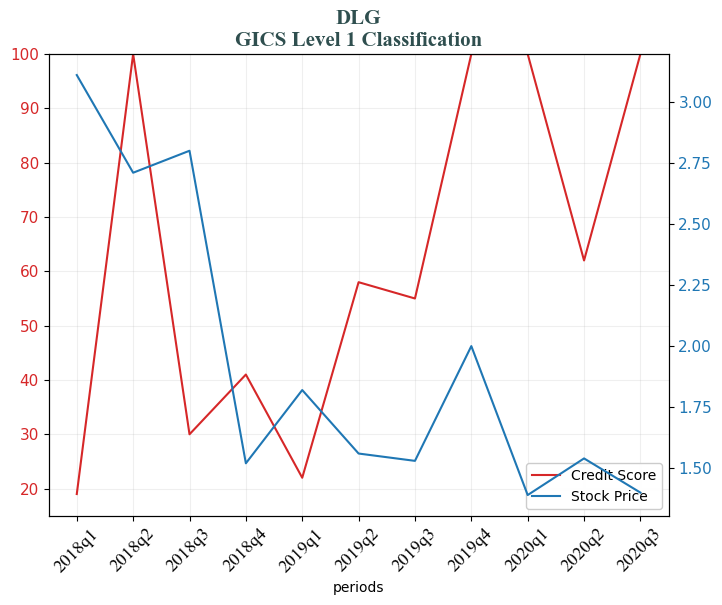 DLG
GICS Level 1 Classification
100
90
80
70
60
50
40
30
20
3.00
2.75
2.50
2.25
2.00
1.75
1.50
Credit Score
Stock Price
2018q1
2018q2
2018q3
2018q4
2019q1
2019q2
2019q3
2019q4
2020q1
2020q2
2020q3
periods